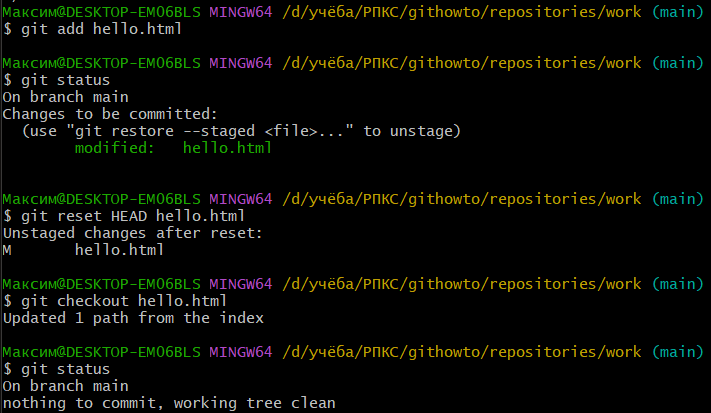 Максим@DESKTOP-EMO6BLS MINGW64 /d/учёба/РПКС/githowto/repositories/work (main)
$ git add hello.html
Максим@DESKTOP-EMO6BLS MINGW64 /d/учёба/РПКС/githowto/repositories/work (main)
$ git status
On branch main
Changes to be committed:
  (use "git restore --staged <file>..." to unstage)
        modified:   hello.html
Максим@DESKTOP-EMO6BLS MINGW64 /d/учёба/РПКС/githowto/repositories/work (main)
$ git reset HEAD hello.html
Unstaged changes after reset:
M       hello.html
Максим@DESKTOP-EMO6BLS MINGW64 /d/учёба/РПКС/githowto/repositories/work (main)
$ git checkout hello.html
Updated 1 path from the index
Максим@DESKTOP-EMO6BLS MINGW64 /d/учёба/РПКС/githowto/repositories/work (main)
$ git status
On branch main
nothing to commit, working tree clean